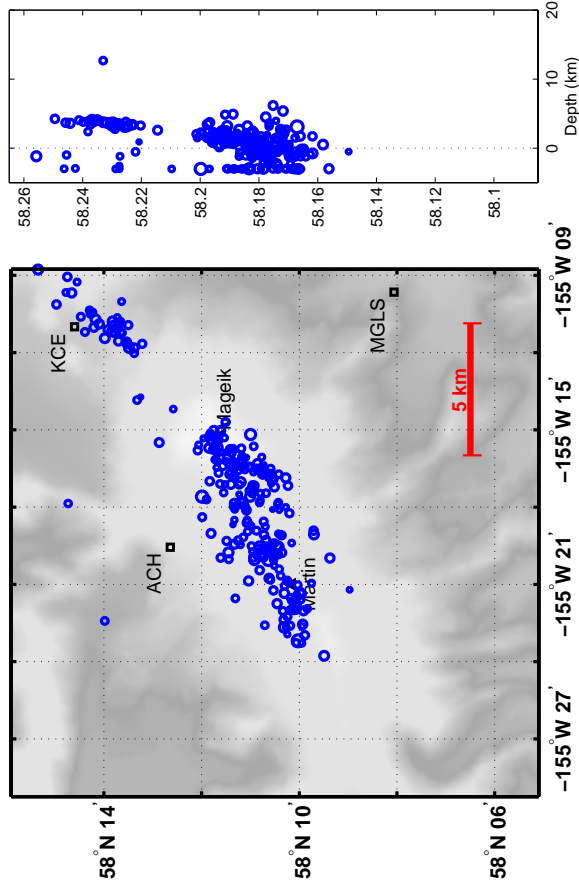 20
10
0
Depth (km)
58.26
58.24
58.22
58.2
58.18
58.16
58.14
58.12
58.1
KCE
ACH
Mageik
Martin
MGLS
5 km
-155° W 09'
-155° W 15'
-155° W 21'
-155° W 27'
58° N 14'
58° N 10'
58° N 06'